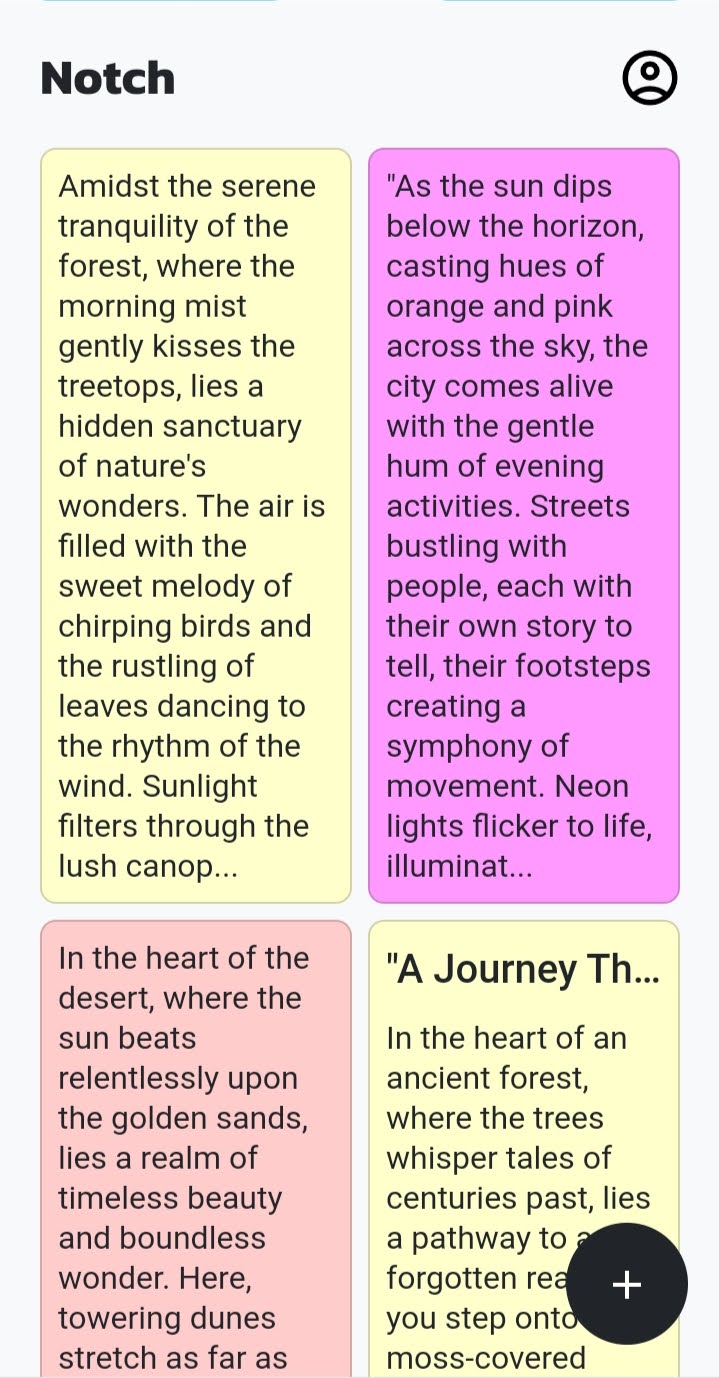 Notch
Amidst the serene
tranquility of the
forest, where the
morning mist
gently kisses the
treetops, lies a
hidden sanctuary
of nature's
wonders. The air is
filled with the
sweet melody of
chirping birds and
the rustling of
leaves dancing to
the rhythm of the
wind. Sunlight
filters through the
lush canop...
"As the sun dips
below the horizon,
casting hues of
orange and pink
across the sky, the
city comes alive
with the gentle
hum of evening
activities. Streets
bustling with
people, each with
their own story to
tell, their footsteps
creating a
symphony of
movement. Neon
lights flicker to life,
illuminat...
In the heart of the
desert, where the
sun beats
relentlessly upon
the golden sands,
lies a realm of
timeless beauty
and boundless
wonder. Here,
towering dunes
stretch as far as
"A Journey Th...
In the heart of an
ancient forest,
where the trees
whisper tales of
centuries past, lies
a pathway to
forgotten
you step onto
moss-covered